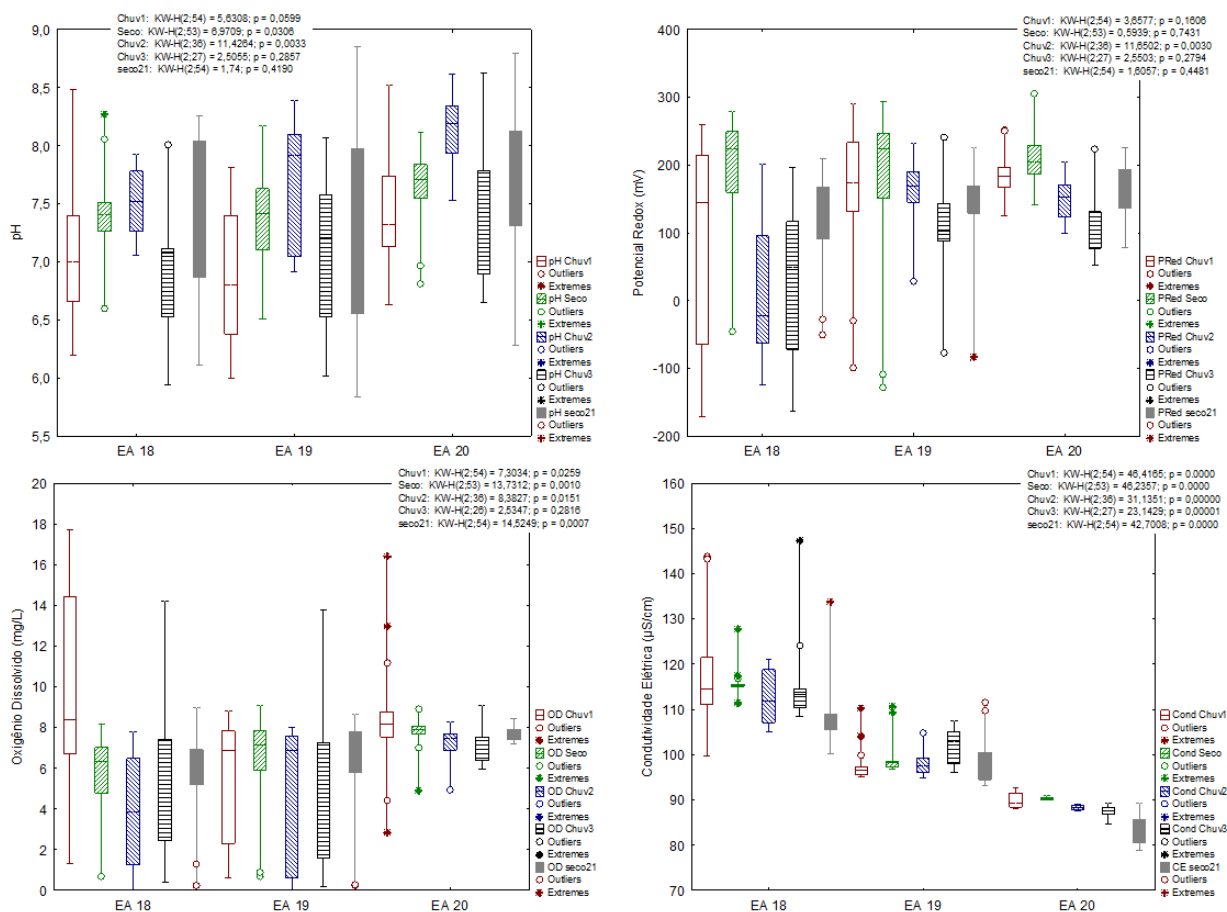 Chuv1: KW-H(2;54) = 5,6308; p = 0,0599
Seco: KW-H(2;53) = 6,9709; p = 0,0306
Chuv2: KW-H(2;36) = 11,4264; p = 0,0033
Chuv3: KW-H(2;27) = 2,5055; p = 0,2857
seco21: KW-H(2;54) = 1,74; p = 0,4190
9,0
8,5
8,0
7,5
7,0
6,5
6,0
5,5
pH
EA 18
EA 19
EA 20
pH Chuv1
Outliers
Extremes
pH Seco
Outliers
Extremes
pH Chuv2
Outliers
Extremes
pH Chuv3
Outliers
Extremes
pH seco21
Outliers
Extremes
Chuv1: KW-H(2;54) = 3,6577; p = 0,1606
Seco: KW-H(2;53) = 0,5939; p = 0,7431
Chuv2: KW-H(2;36) = 11,6502; p = 0,0030
Chuv3: KW-H(2;27) = 2,5503; p = 0,2794
seco21: KW-H(2;54) = 1,6057; p = 0,4481
400
300
200
100
0
-100
-200
Potencial Redox (mV)
EA 18
EA 19
EA 20
PRed Chuv1
Outliers
Extremes
PRed Seco
Outliers
Extremes
PRed Chuv2
Outliers
Extremes
PRed Chuv3
Outliers
Extremes
PRed seco21
Outliers
Extremes
Chuv1: KW-H(2;54) = 7,3034; p = 0,0259
Seco: KW-H(2;53) = 13,7312; p = 0,0010
Chuv2: KW-H(2;36) = 8,3827; p = 0,0151
Chuv3: KW-H(2;26) = 2,5347; p = 0,2816
seco21: KW-H(2;54) = 14,5249; p = 0,0007
20
18
16
14
12
10
8
6
4
2
0
Oxigênio Dissolvido (mg/L)
EA 18
EA 19
EA 20
OD Chuv1
Outliers
Extremes
OD Seco
Outliers
Extremes
OD Chuv2
Outliers
Extremes
OD Chuv3
Outliers
Extremes
OD seco21
Outliers
Extremes
Chuv1: KW-H(2;54) = 46,4165; p = 0.0000
Seco: KW-H(2;53) = 46,2357; p = 0.0000
Chuv2: KW-H(2;36) = 31,1351; p = 0,00000
Chuv3: KW-H(2;27) = 23,1429; p = 0,00001
seco21: KW-H(2;54) = 42,7008; p = 0.0000
160
150
140
130
120
110
100
90
80
70
Condutividade Elétrica (µS/cm)
EA 18
EA 19
EA 20
Cond Chuv1
Outliers
Extremes
Cond Seco
Outliers
Extremes
Cond Chuv2
Outliers
Extremes
Cond Chuv3
Outliers
Extremes
CE seco21
Outliers
Extremes